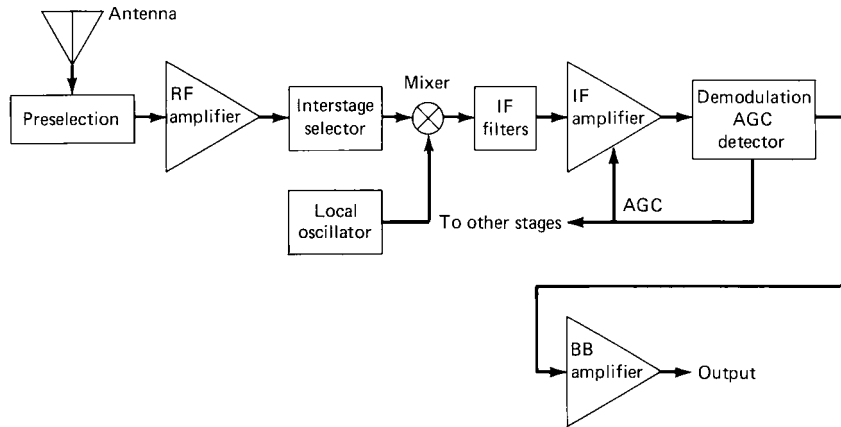 Antenna
Preselection
RF
amplifier
Interstage
selector
Mixer
IF
filters
IF
amplifier
Demodulation
AGC
detector
Local
oscillator
To other stages
AGC
BB
amplifier
Output